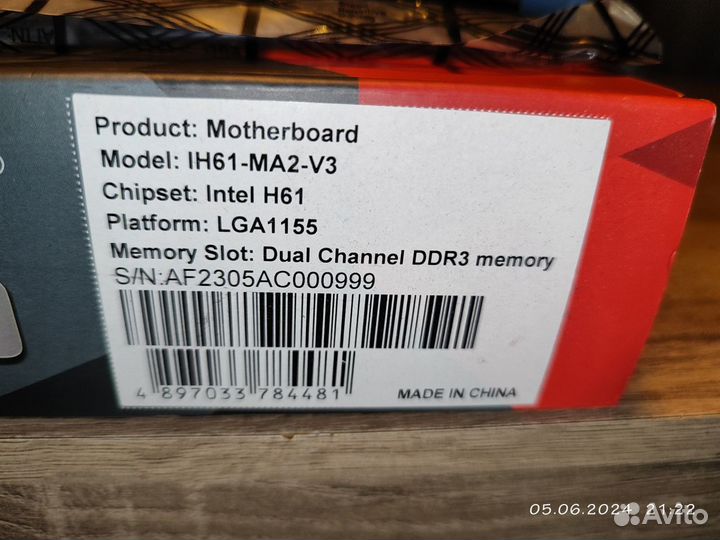 Product: Motherboard
Model: IH61-MA2-V3
Chipset: Intel H61
Platform: LGA1155
Memory Slot: Dual Channel DDR3 memory
S/N:AF2305AC000999
4 897033 784481
MADE IN CHINA
05.06.2024 21:22
Avito